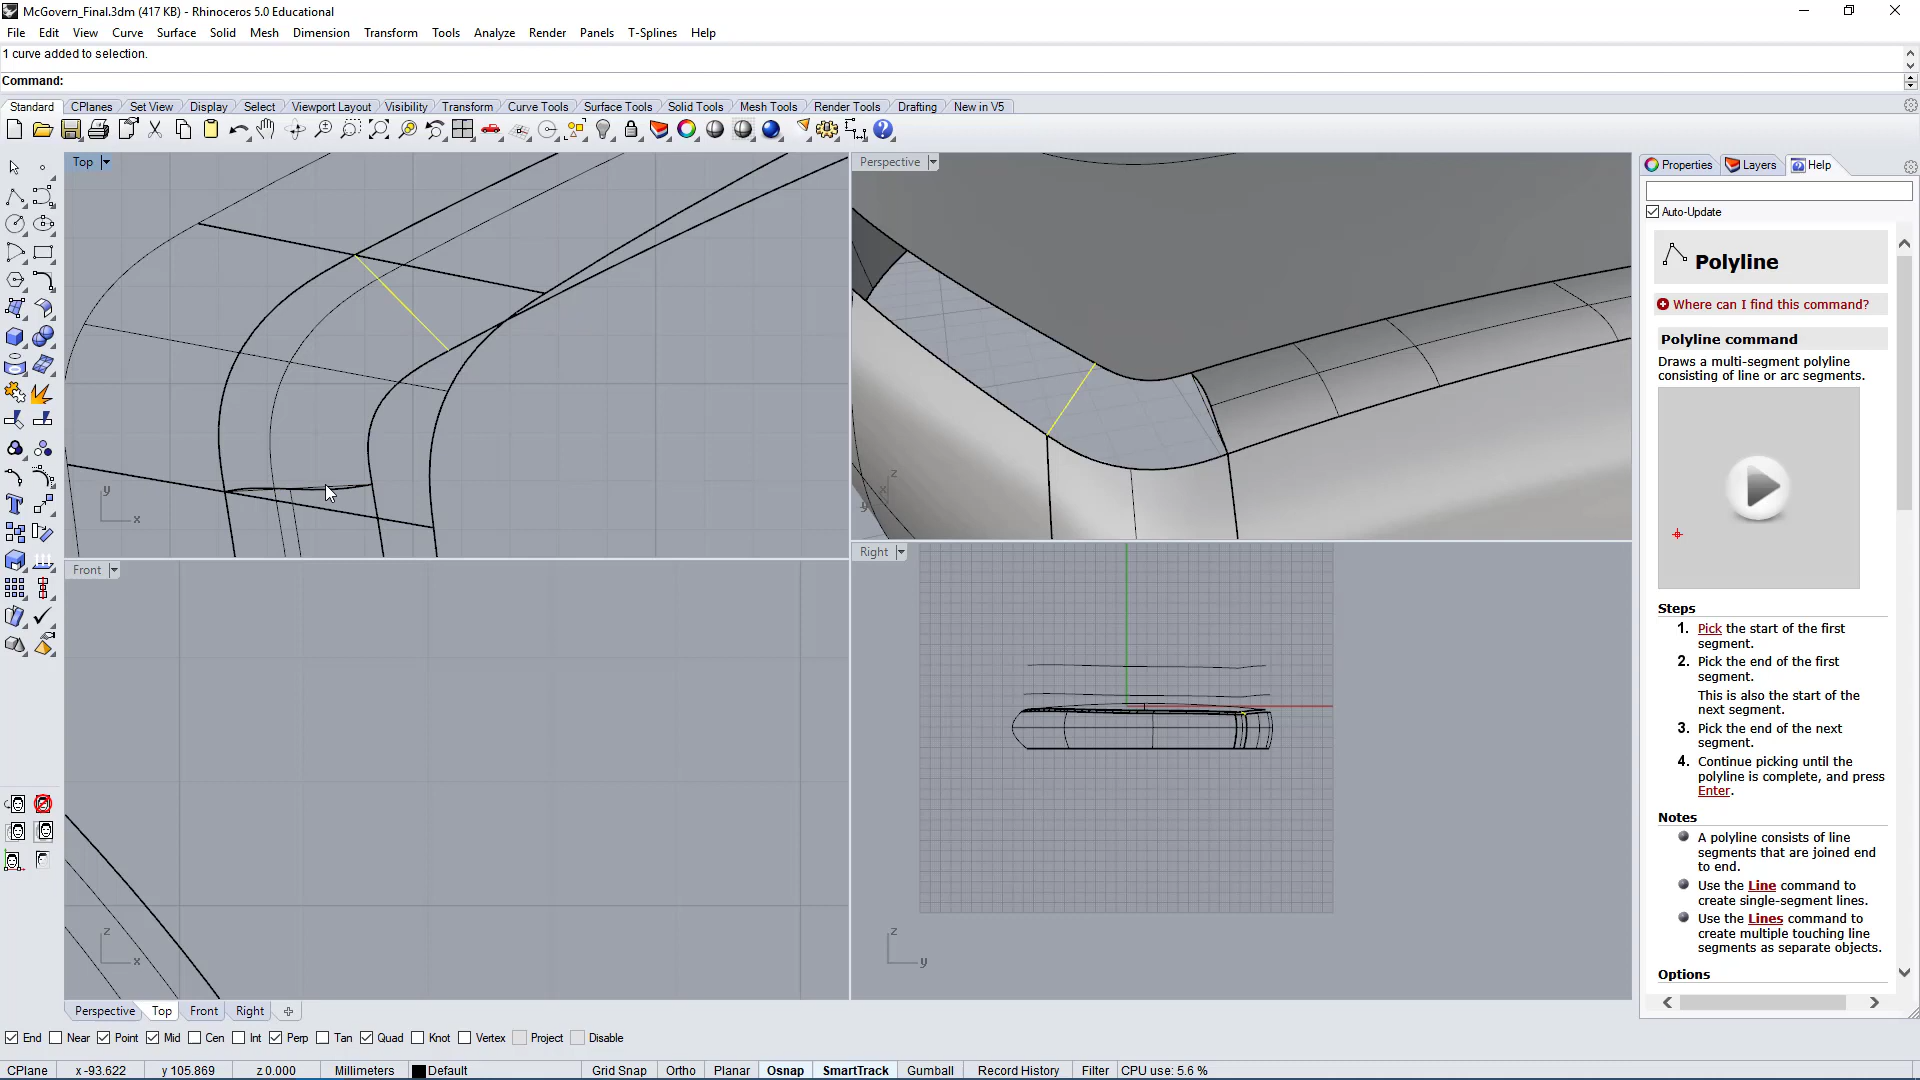 McGovern_Final.3dm (417 KB) - Rhinoceros 5.0 Educational
File Edit View Curve Surface Solid Mesh Dimension Transform Tools Analyze Render Panels T-Splines Help
1 curve added to selection.
Command:
Standard CPlanes Set View Display Select Viewport Layout Visibility Transform Curve Tools Surface Tools Solid Tools Mesh Tools Render Tools Drafting New in V5
Top
Perspective
Properties Layers Help
Auto-Update
Polyline
Where can I find this command?
Polyline command
Draws a multi-segment polyline
consisting of line or arc segments.
y
x
z
y
Front
Right
Steps
1. Pick the start of the first
segment.
2. Pick the end of the first
segment.
This is also the start of the
next segment.
3. Pick the end of the next
segment.
4. Continue picking until the
polyline is complete, and press
Enter.
Notes
A polyline consists of line
segments that are joined end
to end.
Use the Line command to
create single-segment lines.
Use the Lines command to
create multiple touching line
segments as separate objects.
Options
z
x
z
y
Perspective Top Front Right
End Near Point Mid Cen Int Perp Tan Quad Knot Vertex Project Disable
CPlane x -93.622 y 105.869 z 0.000 Millimeters Default Grid Snap Ortho Planar Osnap SmartTrack Gumball Record History Filter CPU use: 5.6 %